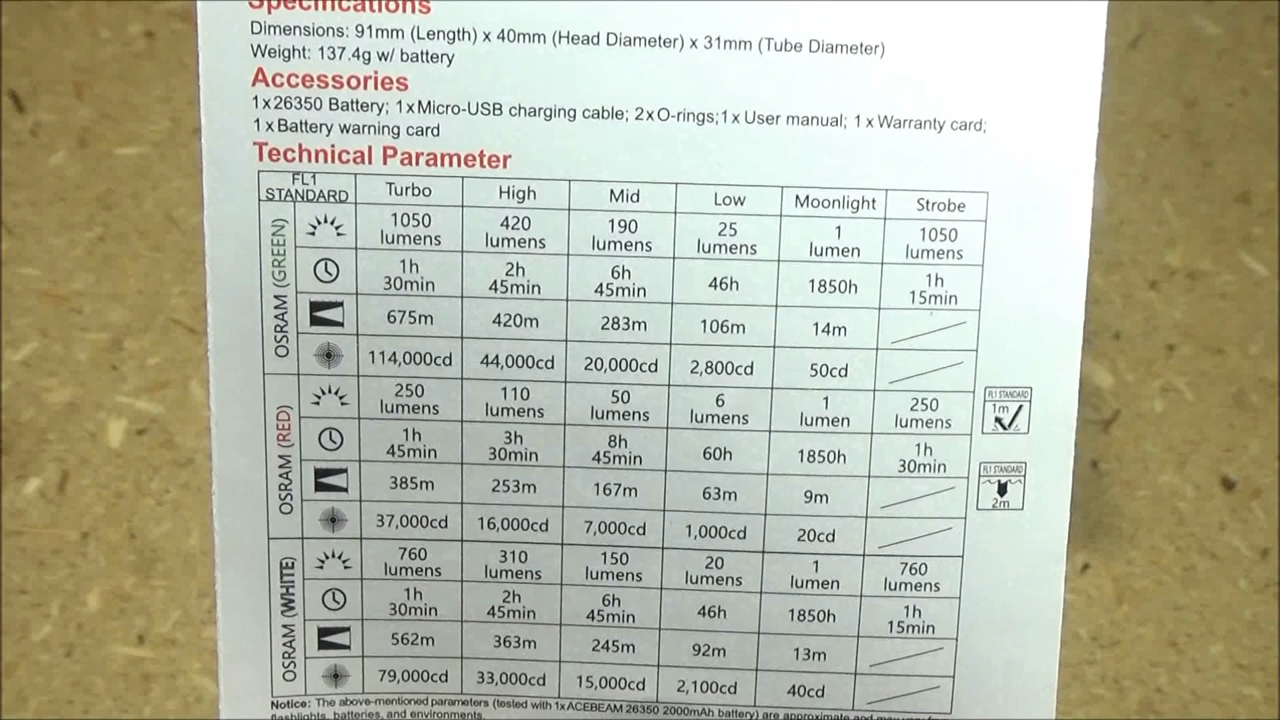 Specifications
Dimensions: 91mm (Length) x 40mm (Head Diameter) x 31mm (Tube Diameter)
Weight: 137.4g w/ battery
Accessories
1x26350 Battery; 1xMicro-USB charging cable; 2xO-rings;1x User manual; 1x Warranty card;
1xBattery warning card
Technical Parameter
FL1 STANDARD Turbo High Mid Low Moonlight Strobe
OSRAM (GREEN)
1050 lumens 420 lumens 190 lumens 25 lumens 1 lumen 1050 lumens
1h 30min 2h 45min 6h 45min 46h 1850h 1h 15min
675m 420m 283m 106m 14m
114,000cd 44,000cd 20,000cd 2,800cd 50cd
OSRAM (RED)
250 lumens 110 lumens 50 lumens 6 lumens 1 lumen 250 lumens
1h 45min 3h 30min 8h 45min 60h 1850h 1h 30min
385m 253m 167m 63m 9m
37,000cd 16,000cd 7,000cd 1,000cd 20cd
OSRAM (WHITE)
760 lumens 310 lumens 150 lumens 20 lumens 1 lumen 760 lumens
1h 30min 2h 45min 6h 45min 46h 1850h 1h 15min
562m 363m 245m 92m 13m
79,000cd 33,000cd 15,000cd 2,100cd 40cd
FL1 STANDARD
1m
FL1 STANDARD
2m
Notice: The above-mentioned parameters (tested with 1xACEBEAM 26350 2000mAh battery) are approximate and may
flashlights, batteries, and environments.